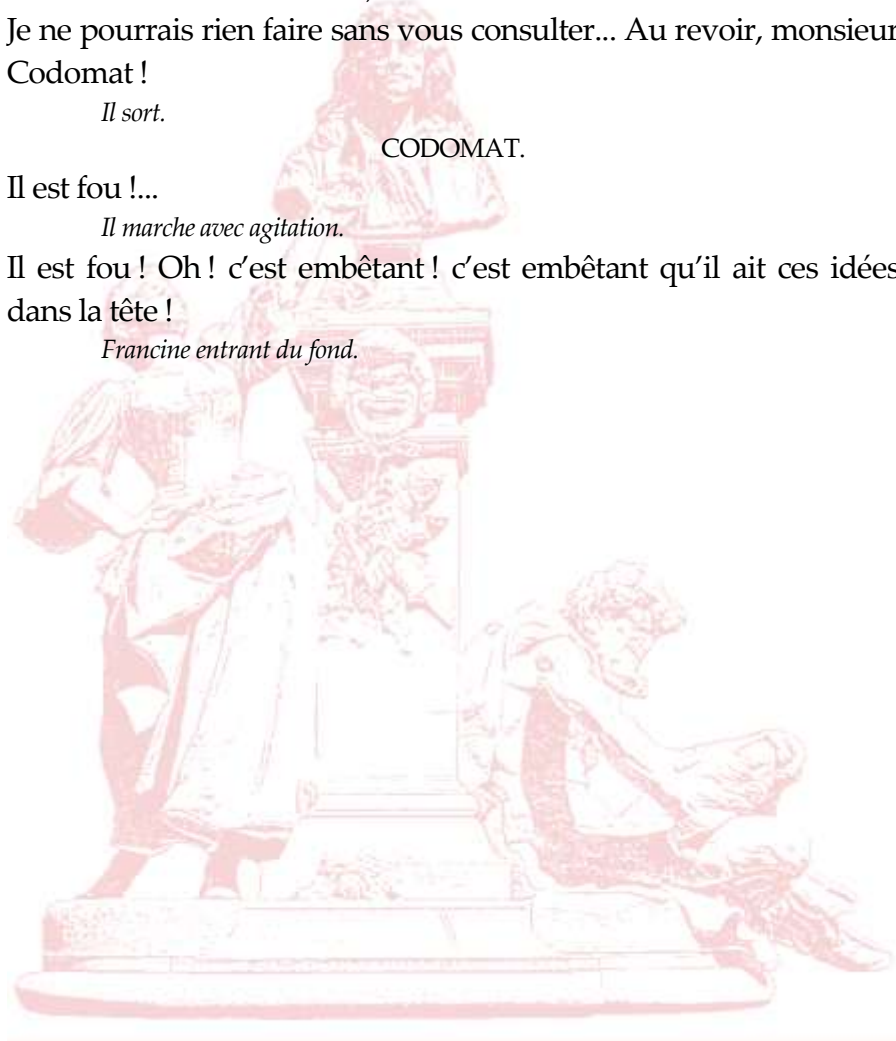 Je ne pourrais rien faire sans vous consulter... Au revoir, monsieur
Codomat !
Il sort.
CODOMAT.
Il est fou !...
Il marche avec agitation.
Il est fou ! Oh ! c’est embêtant ! c’est embêtant qu’il ait ces idées
dans la tête !
Francine entrant du fond.